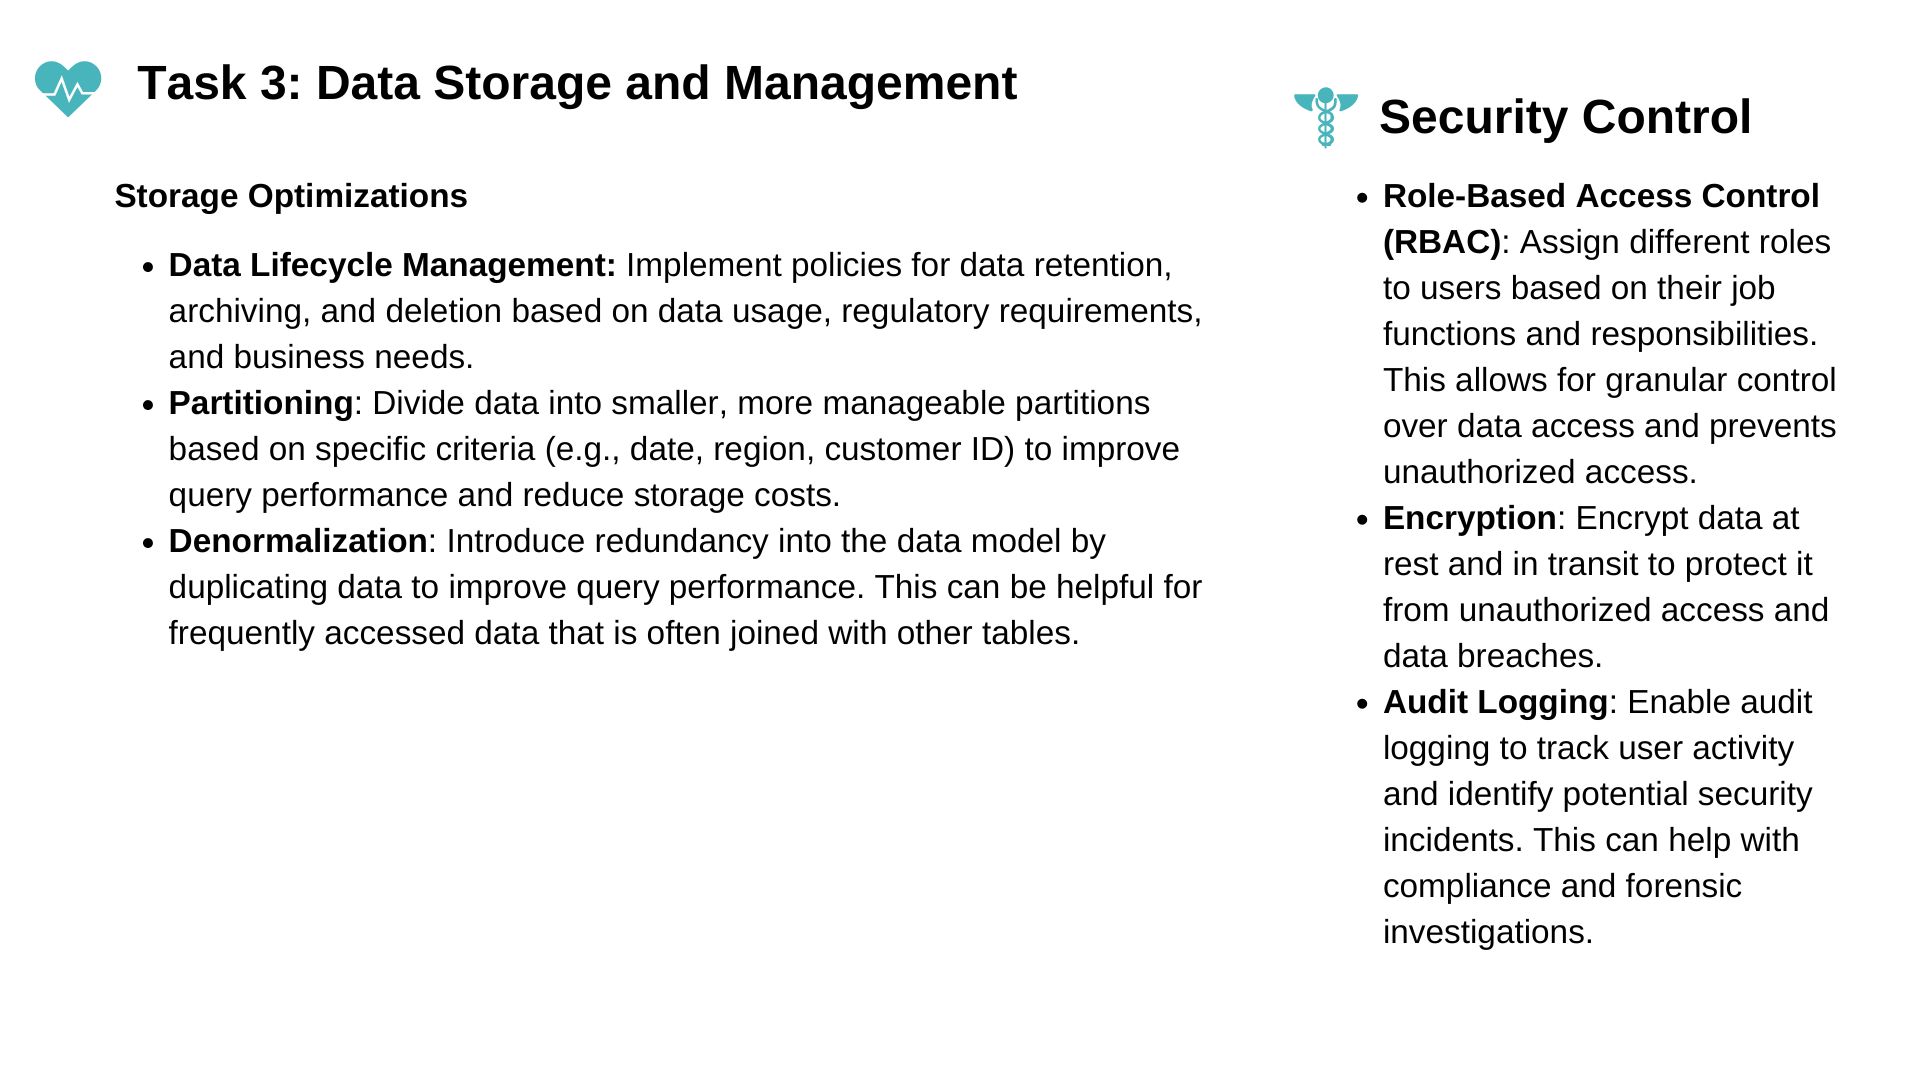 Task 3: Data Storage and Management
Storage Optimizations
• Data Lifecycle Management: Implement policies for data retention,
archiving, and deletion based on data usage, regulatory requirements,
and business needs.
• Partitioning: Divide data into smaller, more manageable partitions
based on specific criteria (e.g., date, region, customer ID) to improve
query performance and reduce storage costs.
• Denormalization: Introduce redundancy into the data model by
duplicating data to improve query performance. This can be helpful for
frequently accessed data that is often joined with other tables.
Security Control
• Role-Based Access Control
(RBAC): Assign different roles
to users based on their job
functions and responsibilities.
This allows for granular control
over data access and prevents
unauthorized access.
• Encryption: Encrypt data at
rest and in transit to protect it
from unauthorized access and
data breaches.
• Audit Logging: Enable audit
logging to track user activity
and identify potential security
incidents. This can help with
compliance and forensic
investigations.